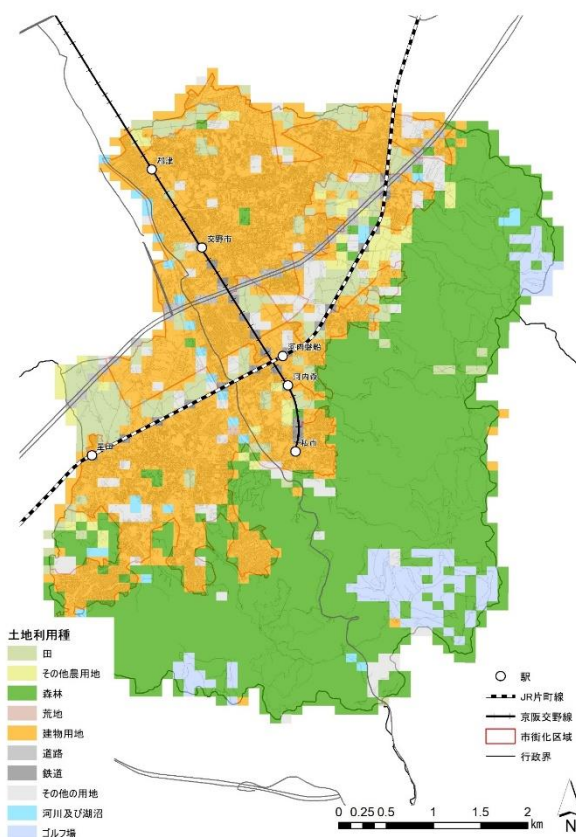 郡津
交野市
河内磐船
河内森
星田
私市
土地利用種
田
その他農用地
森林
荒地
建物用地
道路
鉄道
その他の用地
河川及び湖沼
ゴルフ場
駅
JR片町線
京阪交野線
市街化区域
行政界
0 0.25 0.5 1 1.5 2
km
N